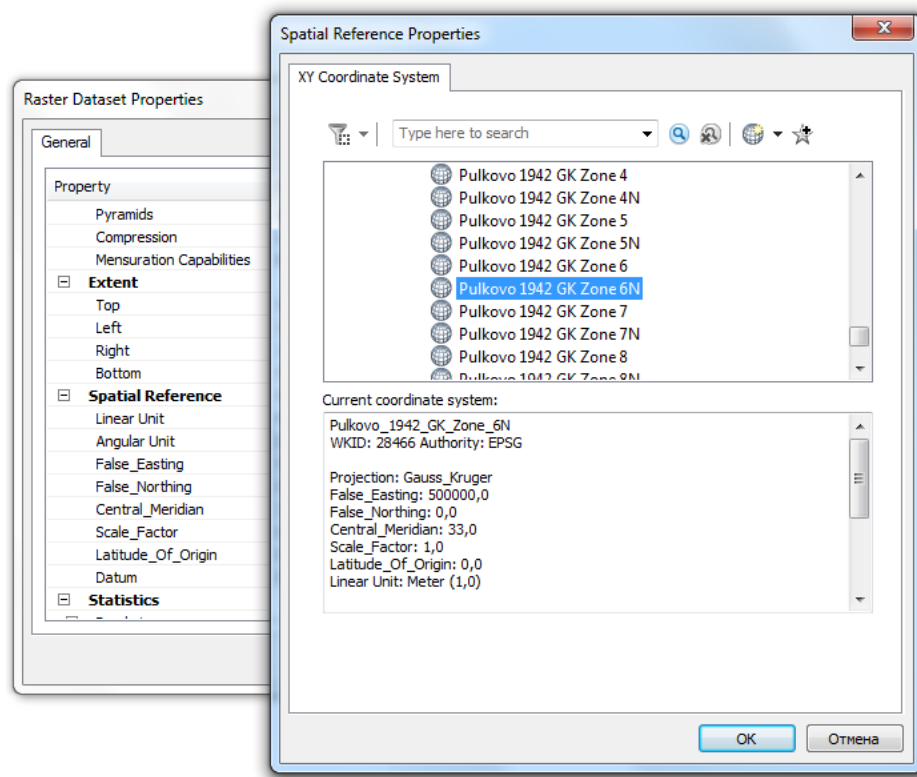 Spatial Reference Properties
XY Coordinate System
Type here to search
Pulkovo 1942 GK Zone 4
Pulkovo 1942 GK Zone 4N
Pulkovo 1942 GK Zone 5
Pulkovo 1942 GK Zone 5N
Pulkovo 1942 GK Zone 6
Pulkovo 1942 GK Zone 6N
Pulkovo 1942 GK Zone 7
Pulkovo 1942 GK Zone 7N
Pulkovo 1942 GK Zone 8
Pulkovo 1942 GK Zone 8N
Current coordinate system:
Pulkovo_1942_GK_Zone_6N
WKID: 28466 Authority: EPSG
Projection: Gauss_Kruger
False_Easting: 500000,0
False_Northing: 0,0
Central_Meridian: 33,0
Scale_Factor: 1,0
Latitude_Of_Origin: 0,0
Linear Unit: Meter (1,0)
OK
Отмена
Raster Dataset Properties
General
Property
Pyramids
Compression
Mensuration Capabilities
Extent
Top
Left
Right
Bottom
Spatial Reference
Linear Unit
Angular Unit
False_Easting
False_Northing
Central_Meridian
Scale_Factor
Latitude_Of_Origin
Datum
Statistics